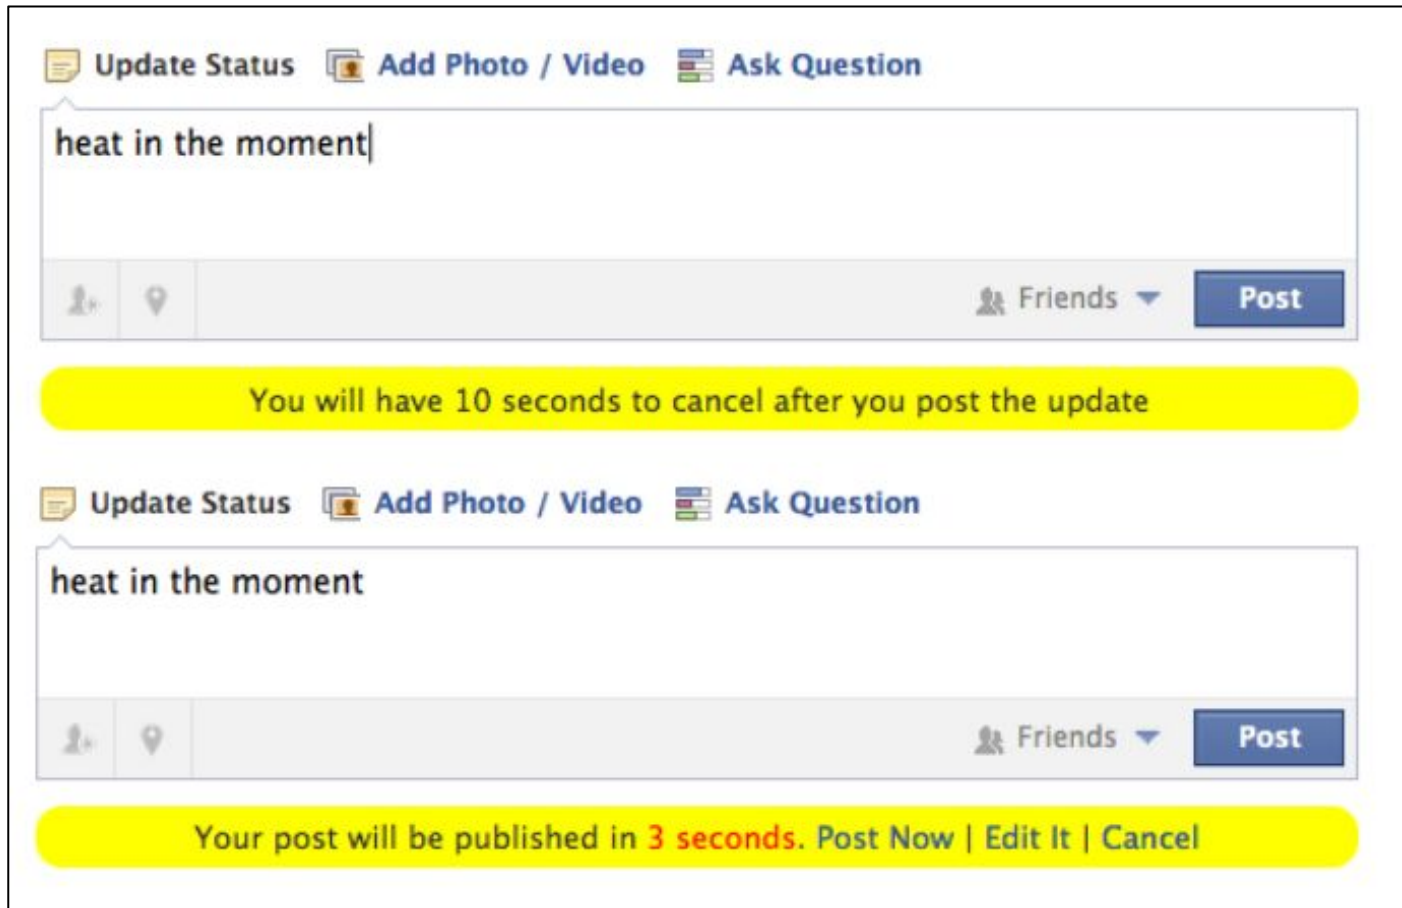 Update Status Add Photo / Video Ask Question
heat in the moment
Friends Post
You will have 10 seconds to cancel after you post the update
Update Status Add Photo / Video Ask Question
heat in the moment
Friends Post
Your post will be published in 3 seconds. Post Now | Edit It | Cancel